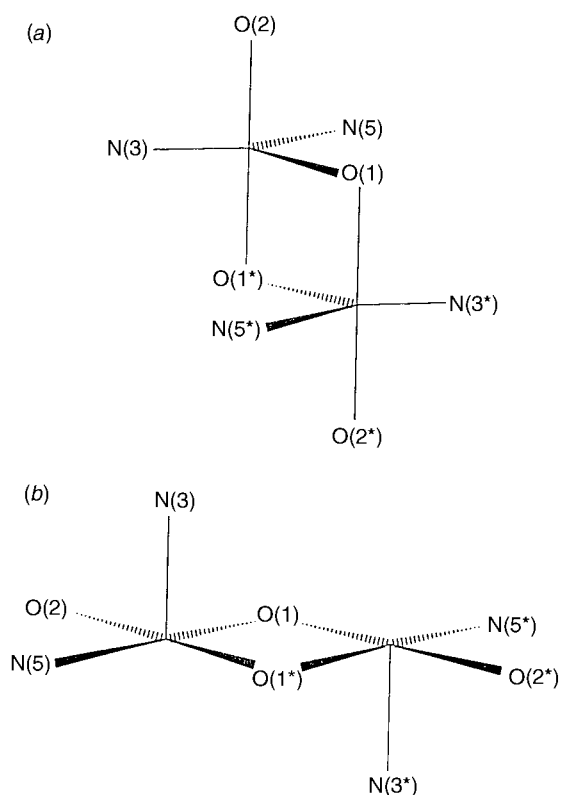 (a)
O(2)
N(5)
N(3)
O(1)
O(1*)
N(3*)
N(5*)
O(2*)
(b)
N(3)
O(2)
O(1)
N(5*)
N(5)
O(1*)
O(2*)
N(3*)